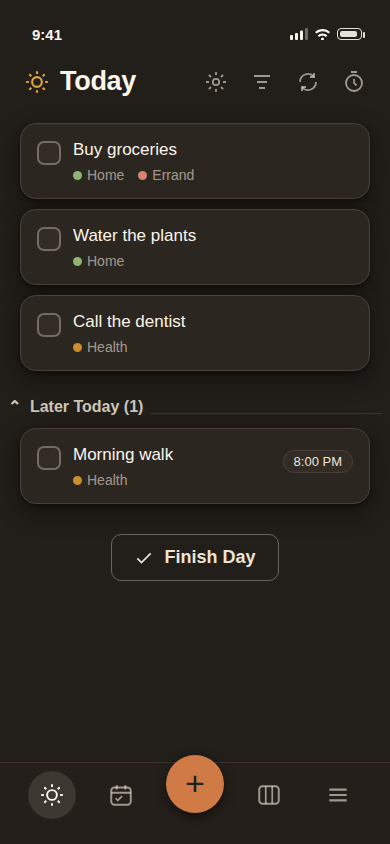 9:41
Today
Buy groceries
Home Errand
Water the plants
Home
Call the dentist
Health
Later Today (1)
Morning walk
8:00 PM
Health
Finish Day